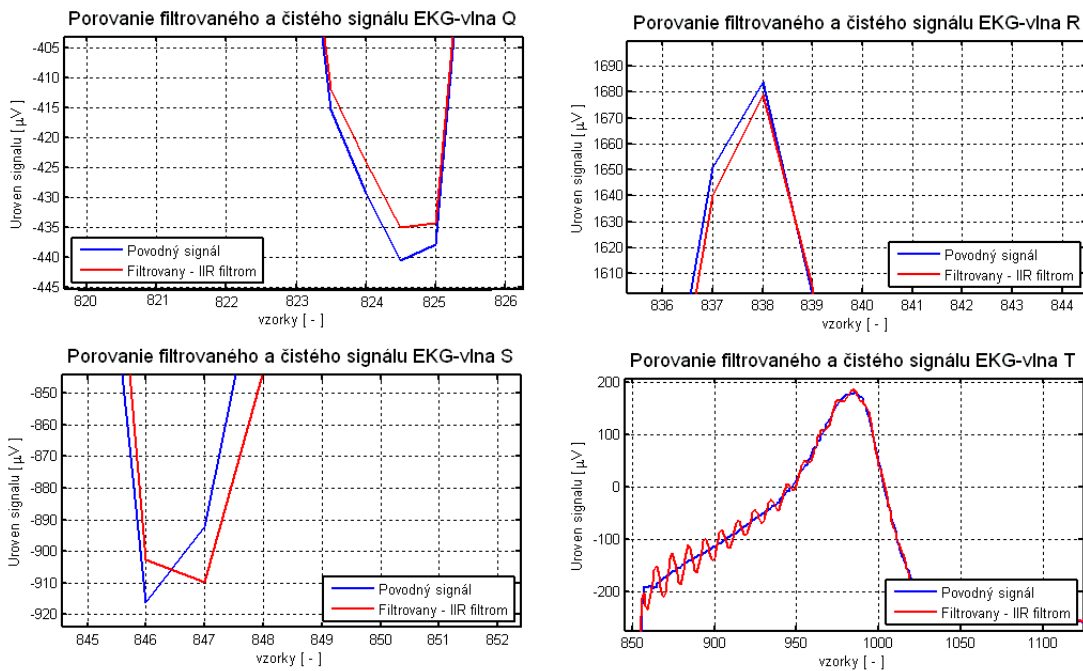 Porovanie filtrovaného a čistého signálu EKG-vlna Q
-405
-410
-415
-420
-425
-430
-435
-440
-445
Uroven signalu [ μV ]
Povodný signál
Filtrovany - IIR filtrom
820 821 822 823 824 825 826
vzorky [ - ]
Porovanie filtrovaného a čistého signálu EKG-vlna R
1690
1680
1670
1660
1650
1640
1630
1620
1610
Uroven signalu [ μV ]
Povodný signál
Filtrovany - IIR filtrom
836 837 838 839 840 841 842 843 844
vzorky [ - ]
Porovanie filtrovaného a čistého signálu EKG-vlna S
-850
-860
-870
-880
-890
-900
-910
-920
Uroven signalu [ μV ]
Povodný signál
Filtrovany - IIR filtrom
845 846 847 848 849 850 851 852
vzorky [ - ]
Porovanie filtrovaného a čistého signálu EKG-vlna T
200
100
0
-100
-200
Uroven signalu [ μV ]
Povodný signál
Filtrovany - IIR filtrom
850 900 950 1000 1050 1100
vzorky [ - ]